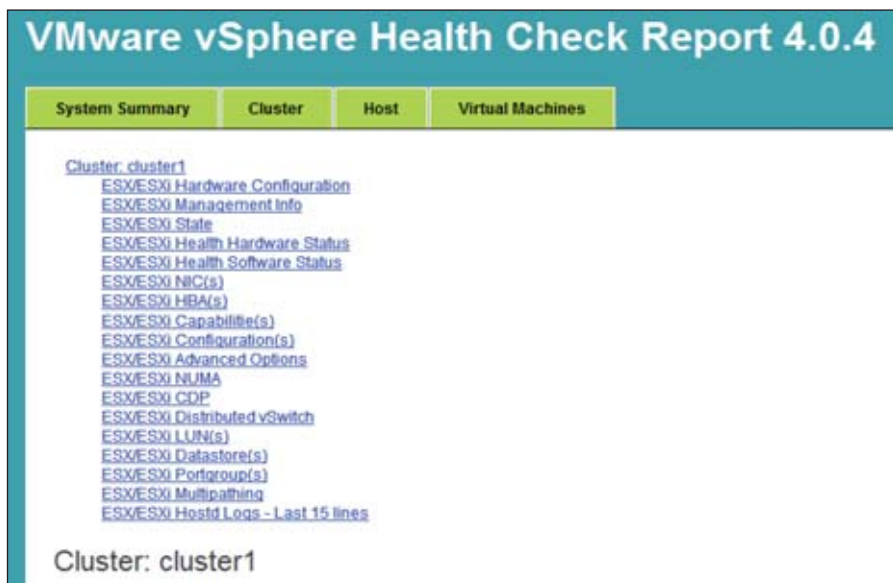 VMware vSphere Health Check Report 4.0.4
System Summary Cluster Host Virtual Machines
Cluster: cluster1
ESX/ESXi Hardware Configuration
ESX/ESXi Management Info
ESX/ESXi State
ESX/ESXi Health Hardware Status
ESX/ESXi Health Software Status
ESX/ESXi NIC(s)
ESX/ESXi HBA(s)
ESX/ESXi Capabilitie(s)
ESX/ESXi Configuration(s)
ESX/ESXi Advanced Options
ESX/ESXi NUMA
ESX/ESXi CDP
ESX/ESXi Distributed vSwitch
ESX/ESXi LUN(s)
ESX/ESXi Datastore(s)
ESX/ESXi Portgroup(s)
ESX/ESXi Multipathing
ESX/ESXi Hostd Logs - Last 15 lines
Cluster: cluster1